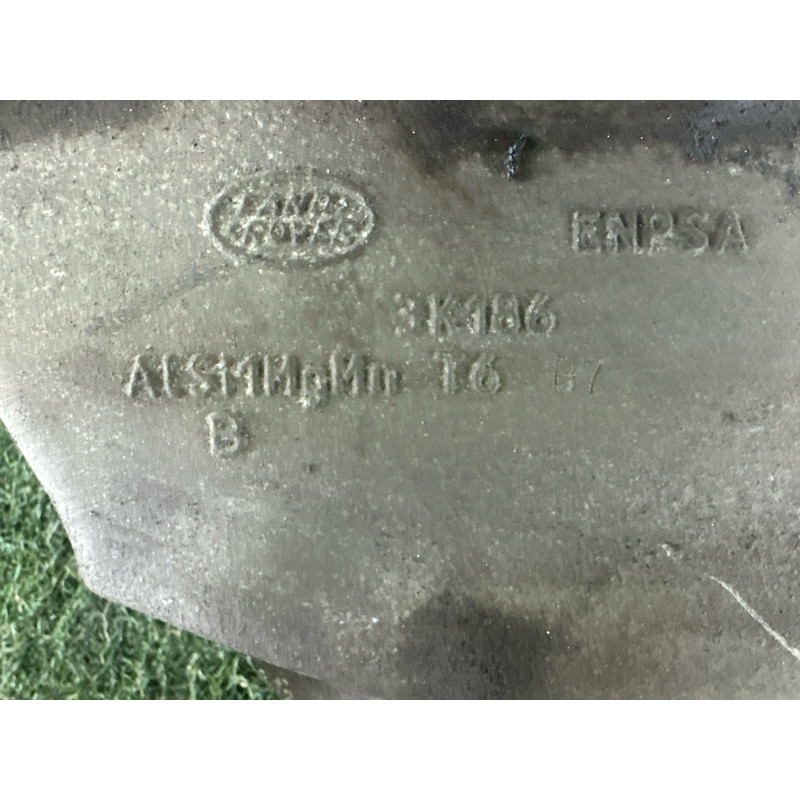 LAND-
ROVER
ENPSA
3K186
ALSi1MgMn T6
B